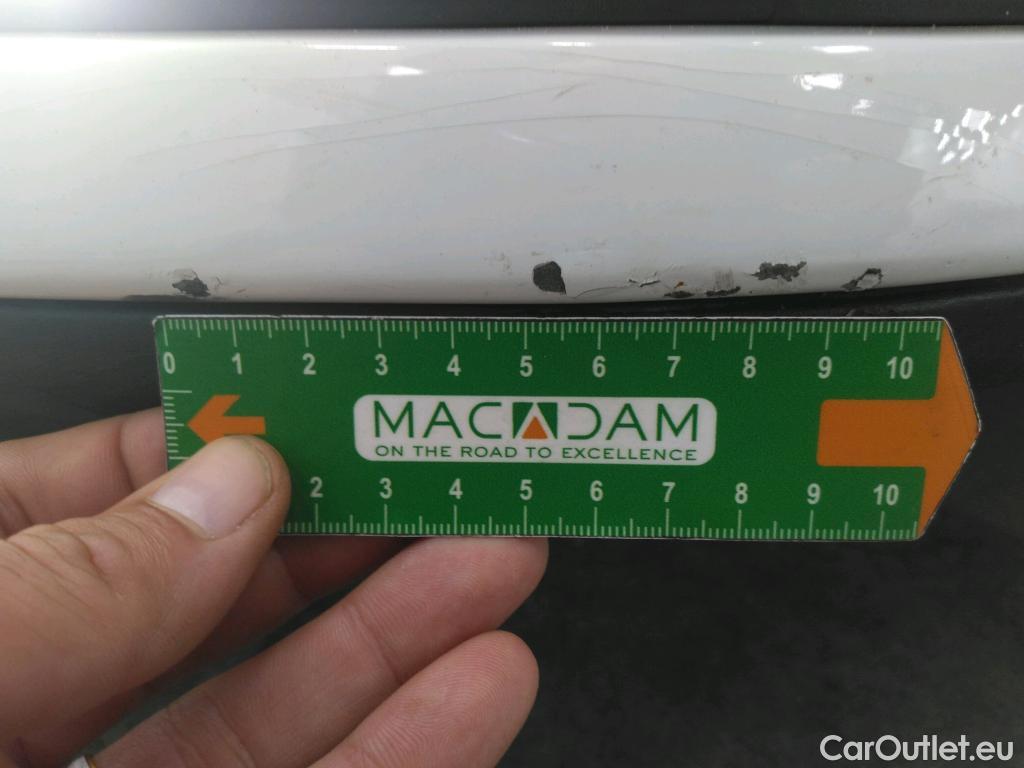 0 1 2 3 4 5 6 7 8 9 10
MACADAM
ON THE ROAD TO EXCELLENCE
2 3 4 5 6 7 8 9 10
CarOutlet.eu